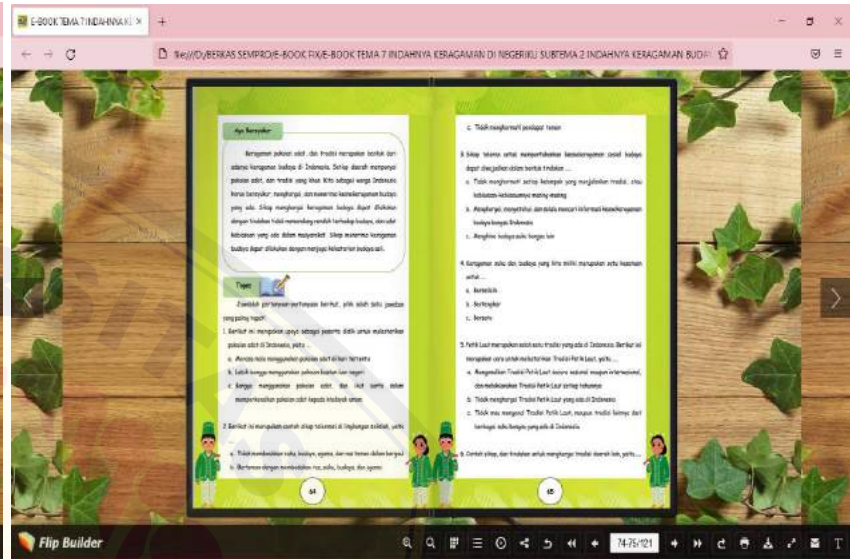 E-BOOK TEMA 7 INDAHNYA KE
file:///D:/BERKAS SEMPRO/E-BOOK FIX/E-BOOK TEMA 7 INDAHNYA KERAGAMAN DI NEGERIKU SUBTEMA 2 INDAHNYA KERAGAMAN BUDAY
Ayo Bersyukur
Keragaman pakaian adat, dan tradisi merupakan bentuk dari
adanya keragaman budaya di Indonesia. Setiap daerah mempunyai
pakaian adat, dan tradisi yang khas. Kita sebagai warga Indonesia
harus bersyukur, menghargai, dan menerima keanekaragaman budaya
yang ada. Sikap menghargai keragaman budaya dapat dilakukan
dengan tindakan tidak memandang rendah terhadap budaya, dan adat
kebiasaan yang ada dalam masyarakat. Sikap menerima keragaman
budaya dapat dilakukan dengan menjaga kelestarian budaya asli.
Tugas
Jawablah pertanyaan-pertanyaan berikut, pilih salah satu jawaban
yang paling tepat!
1. Berikut ini merupakan upaya sebagai peserta didik untuk melestarikan
pakaian adat di Indonesia, yaitu ...
a. Merasa malu menggunakan pakaian adat di hari tertentu
b. Lebih bangga menggunakan pakaian buatan luar negeri
c. Bangga menggunakan pakaian adat, dan ikut serta dalam
memperkenalkan pakaian adat kepada khalayak umum
2. Berikut ini merupakan contoh sikap toleransi di lingkungan sekolah, yaitu
...
a. Tidak membedakan suku, budaya, agama, dan ras teman dalam bergaul
b. Berteman dengan membedakan ras, suku, budaya, dan agama
64
c. Tidak menghormati pendapat teman
3. Sikap toleransi untuk mempertahankan keanekaragaman sosial budaya
dapat diwujudkan dalam bentuk tindakan ...
a. Tidak menghormati setiap kelompok yang menjalankan tradisi, atau
kebiasaan-kebiasaannya masing-masing
b. Menghargai, menyetahui, dan selalu mencari informasi keanekaragaman
budaya bangsa Indonesia
c. Menghina budaya suku bangsa lain
4. Keragaman suku dan budaya yang kita miliki merupakan satu kesatuan
untuk ...
a. Berselisih
b. Bertengkar
c. Bersatu
5. Petik Laut merupakan salah satu tradisi yang ada di Indonesia. Berikut ini
merupakan cara untuk melestarikan Tradisi Petik Laut, yaitu ...
a. Mengenalkan Tradisi Petik Laut secara nasional maupun internasional,
dan melaksanakan Tradisi Petik Laut setiap tahunnya
b. Tidak menghargai Tradisi Petik Laut yang ada di Indonesia
c. Tidak mau mengenal Tradisi Petik Laut, maupun tradisi lainnya dari
berbagai suku bangsa yang ada di Indonesia
6. Contoh sikap, dan tindakan untuk menghargai tradisi daerah lain, yaitu ...
65
Flip Builder
74-75/121